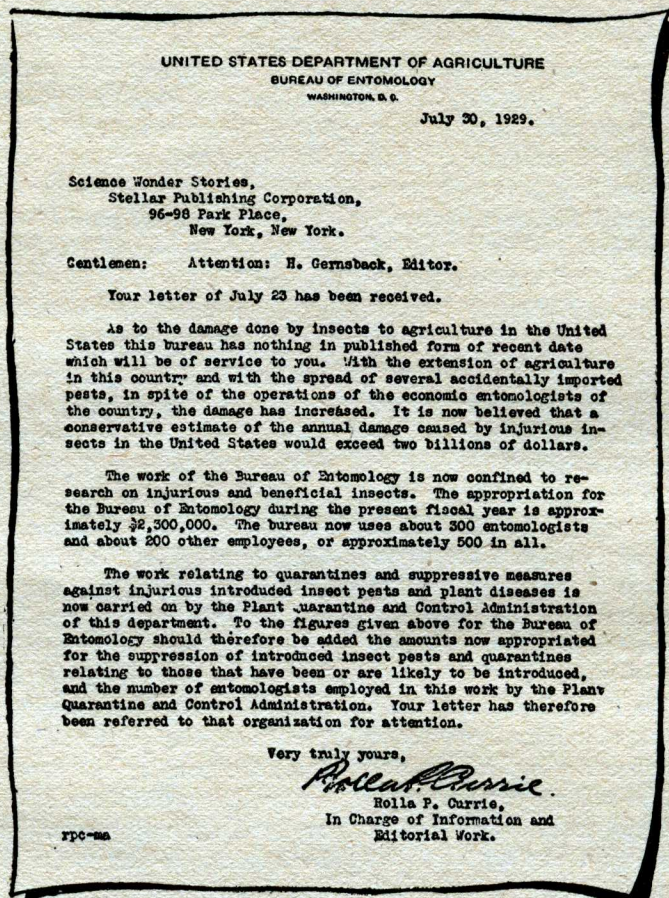 UNITED STATES DEPARTMENT OF AGRICULTURE
BUREAU OF ENTOMOLOGY
WASHINGTON, D. C.
July 30, 1929.
Science Wonder Stories,
Stellar Publishing Corporation,
96-98 Park Place,
New York, New York.
Gentlemen: Attention: H. Gernsback, Editor.
Your letter of July 23 has been received.
As to the damage done by insects to agriculture in the United
States this bureau has nothing in published form of recent date
which will be of service to you. With the extension of agriculture
in this country and with the spread of several accidentally imported
pests, in spite of the operations of the economic entomologists of
the country, the damage has increased. It is now believed that a
conservative estimate of the annual damage caused by injurious in-
sects in the United States would exceed two billions of dollars.
The work of the Bureau of Entomology is now confined to re-
search on injurious and beneficial insects. The appropriation for
the Bureau of Entomology during the present fiscal year is approx-
imately $2,300,000. The bureau now uses about 300 entomologists
and about 200 other employees, or approximately 500 in all.
The work relating to quarantines and suppressive measures
against injurious introduced insect pests and plant diseases is
now carried on by the Plant Quarantine and Control Administration
of this department. To the figures given above for the Bureau of
Entomology should therefore be added the amounts now appropriated
for the suppression of introduced insect pests and quarantines
relating to those that have been or are likely to be introduced,
and the number of entomologists employed in this work by the Plant
Quarantine and Control Administration. Your letter has therefore
been referred to that organization for attention.
Very truly yours,
Rolla P. Currie.
Rolla P. Currie,
In Charge of Information and
rpc-ma Editorial Work.